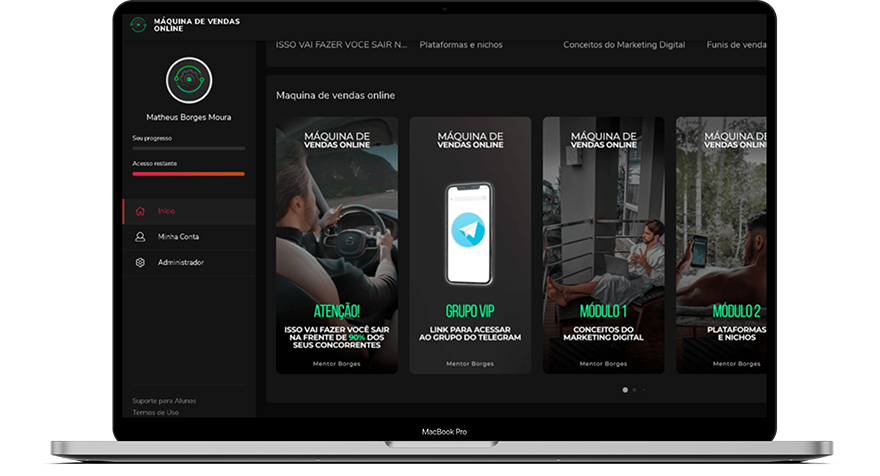 MÁQUINA DE VENDAS
ONLINE
ISSO VAI FAZER VOCÊ SAIR N...
Plataformas e nichos
Conceitos do Marketing Digital
Funis de venda
Matheus Borges Moura
Seu progresso
Acesso restante
Início
Minha Conta
Administrador
Suporte para Alunos
Termos de Uso
Maquina de vendas online
MÁQUINA DE
VENDAS ONLINE
ATENÇÃO!
ISSO VAI FAZER VOCÊ SAIR
NA FRENTE DE 90% DOS
SEUS CONCORRENTES
Mentor Borges
MÁQUINA DE
VENDAS ONLINE
GRUPO VIP
LINK PARA ACESSAR
AO GRUPO DO TELEGRAM
Mentor Borges
MÁQUINA DE
VENDAS ONLINE
MÓDULO 1
CONCEITOS DO
MARKETING DIGITAL
Mentor Borges
MÁQUINA DE
VENDAS ONLINE
MÓDULO 2
PLATAFORMAS
E NICHOS
Mentor Borges
MacBook Pro